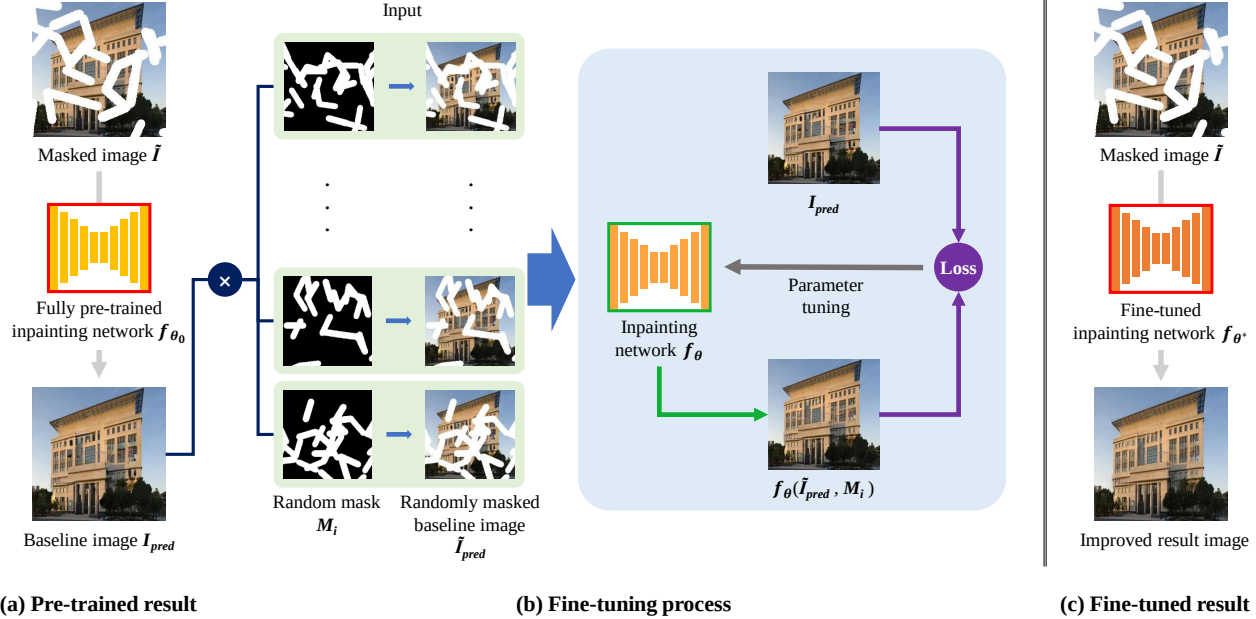 Input
Masked image Ĩ
Fully pre-trained
inpainting network f_θ₀
Baseline image I_pred
×
.
.
.
.
.
.
Random mask
M_i
Randomly masked
baseline image
Ĩ_pred
I_pred
Inpainting
network f_θ
Parameter
tuning
Loss
f_θ(Ĩ_pred , M_i )
Masked image Ĩ
Fine-tuned
inpainting network f_θ*
Improved result image
(a) Pre-trained result
(b) Fine-tuning process
(c) Fine-tuned result